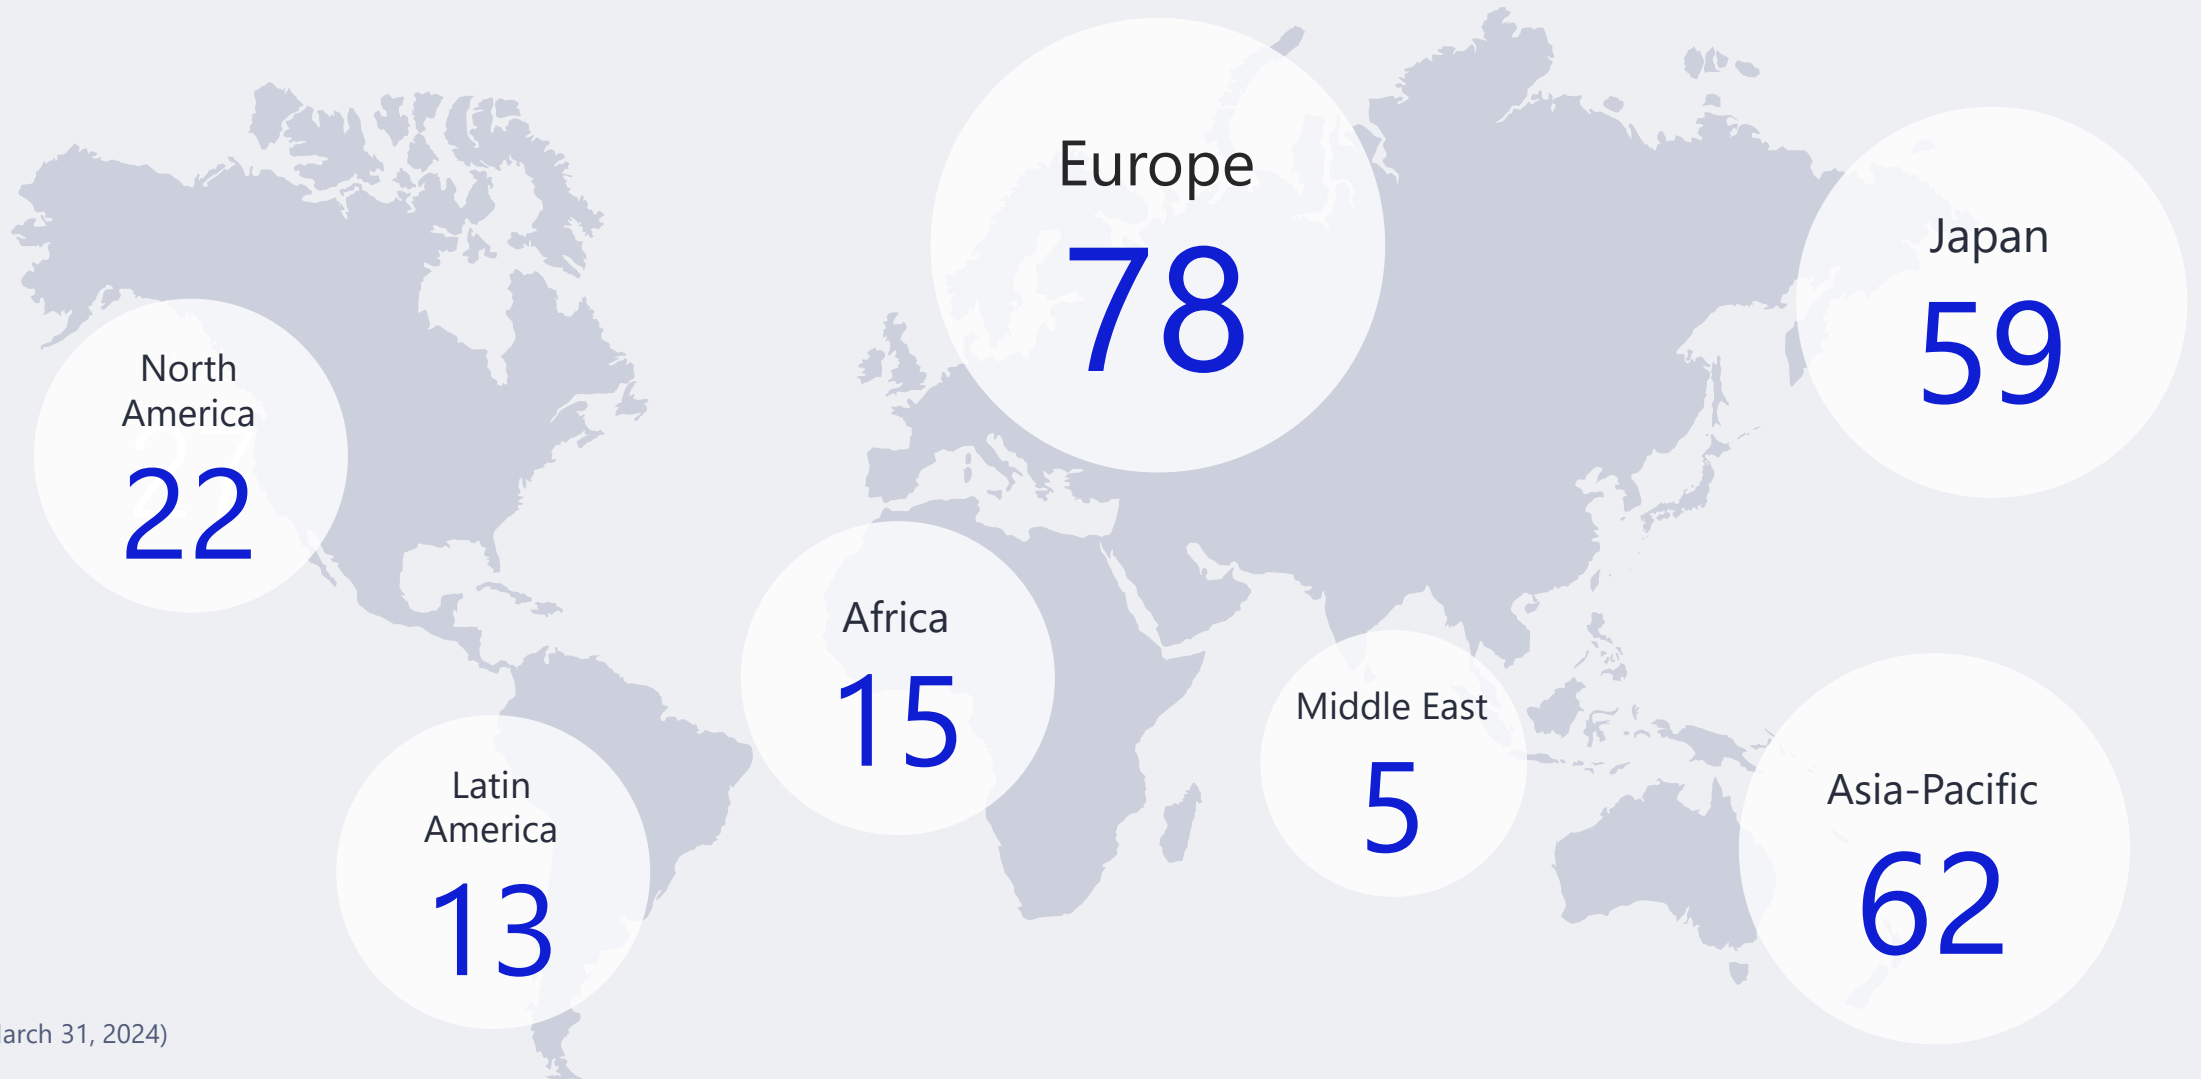 Europe
78
Japan
59
North
America
22
Africa
15
Middle East
5
Latin
America
13
Asia-Pacific
62
31, 2024)